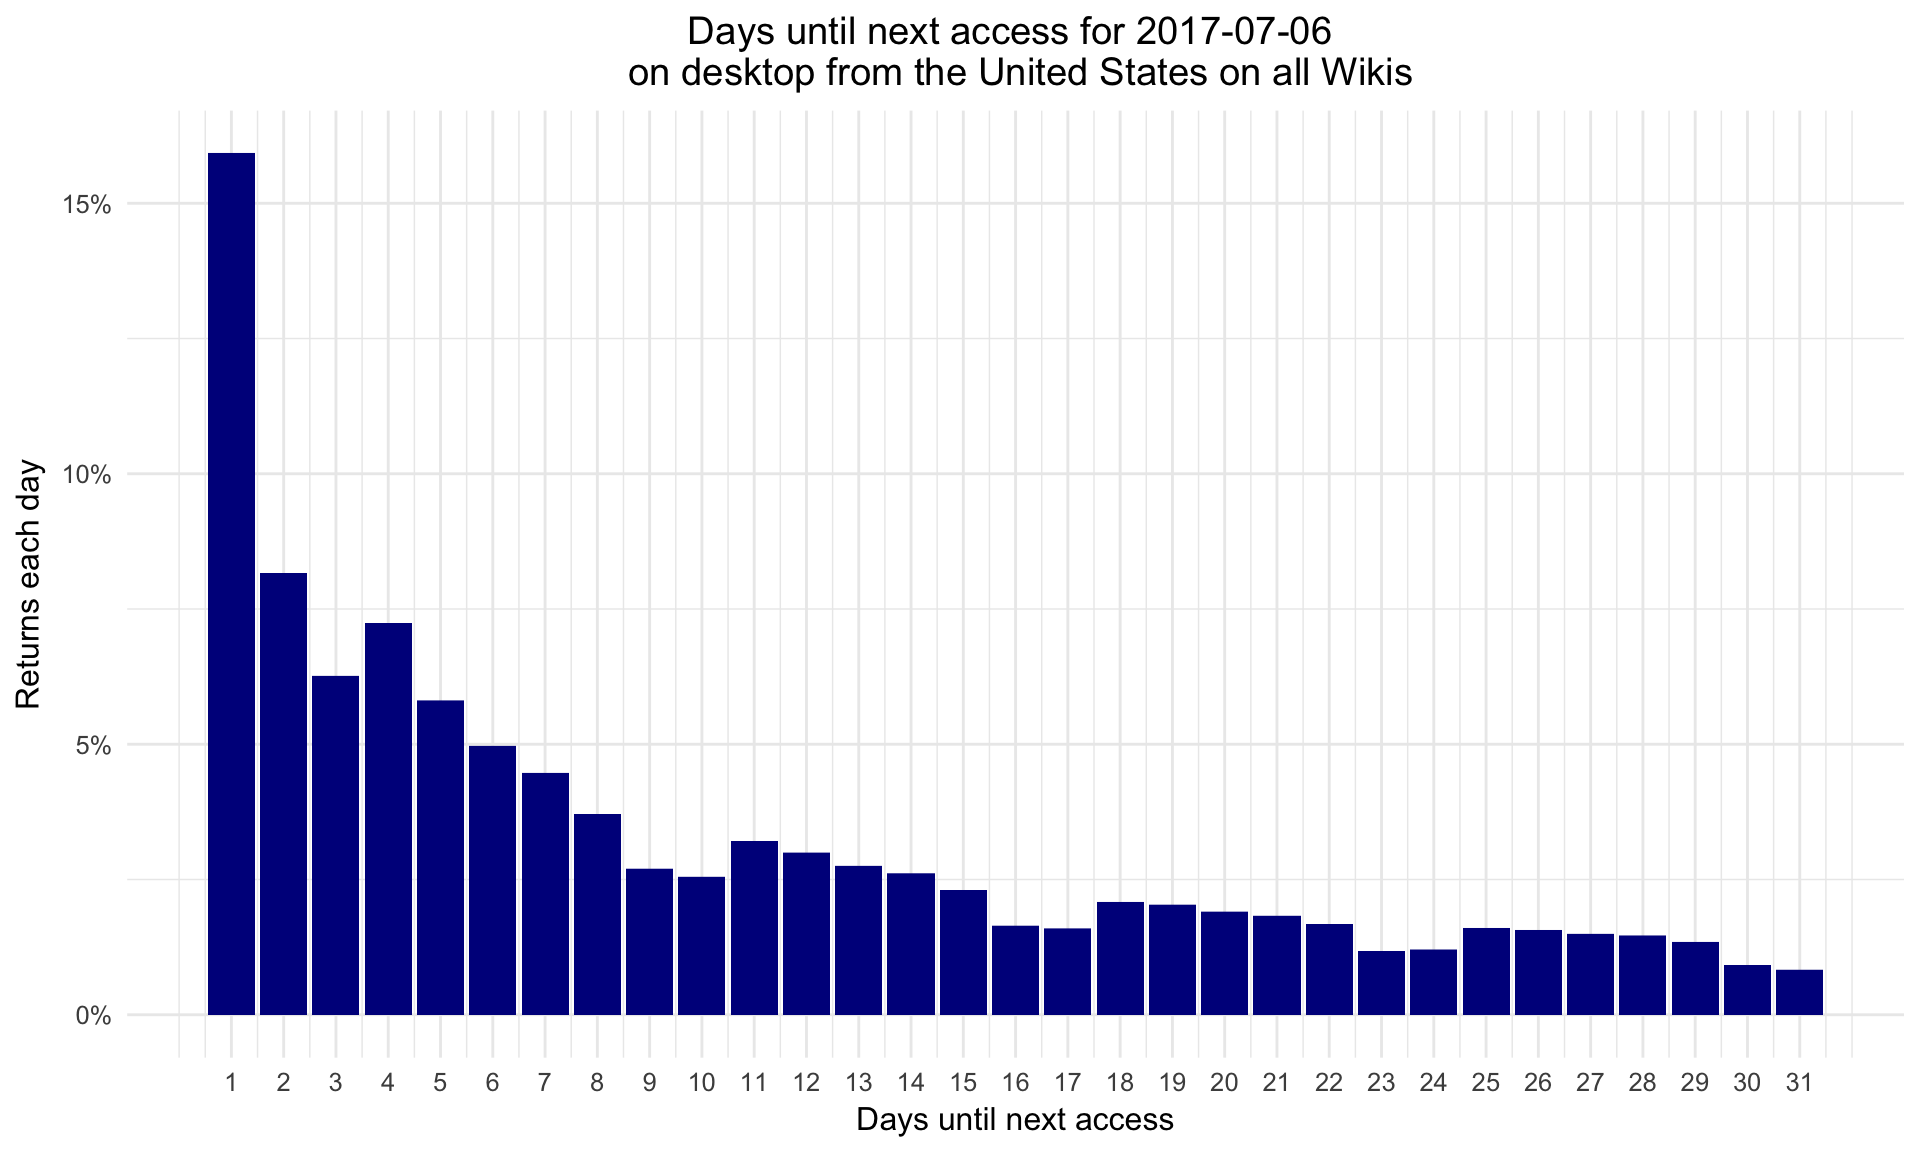 Days until next access for 2017-07-06
on desktop from the United States on all Wikis
Returns each day
15%
10%
5%
0%
1 2 3 4 5 6 7 8 9 10 11 12 13 14 15 16 17 18 19 20 21 22 23 24 25 26 27 28 29 30 31
Days until next access